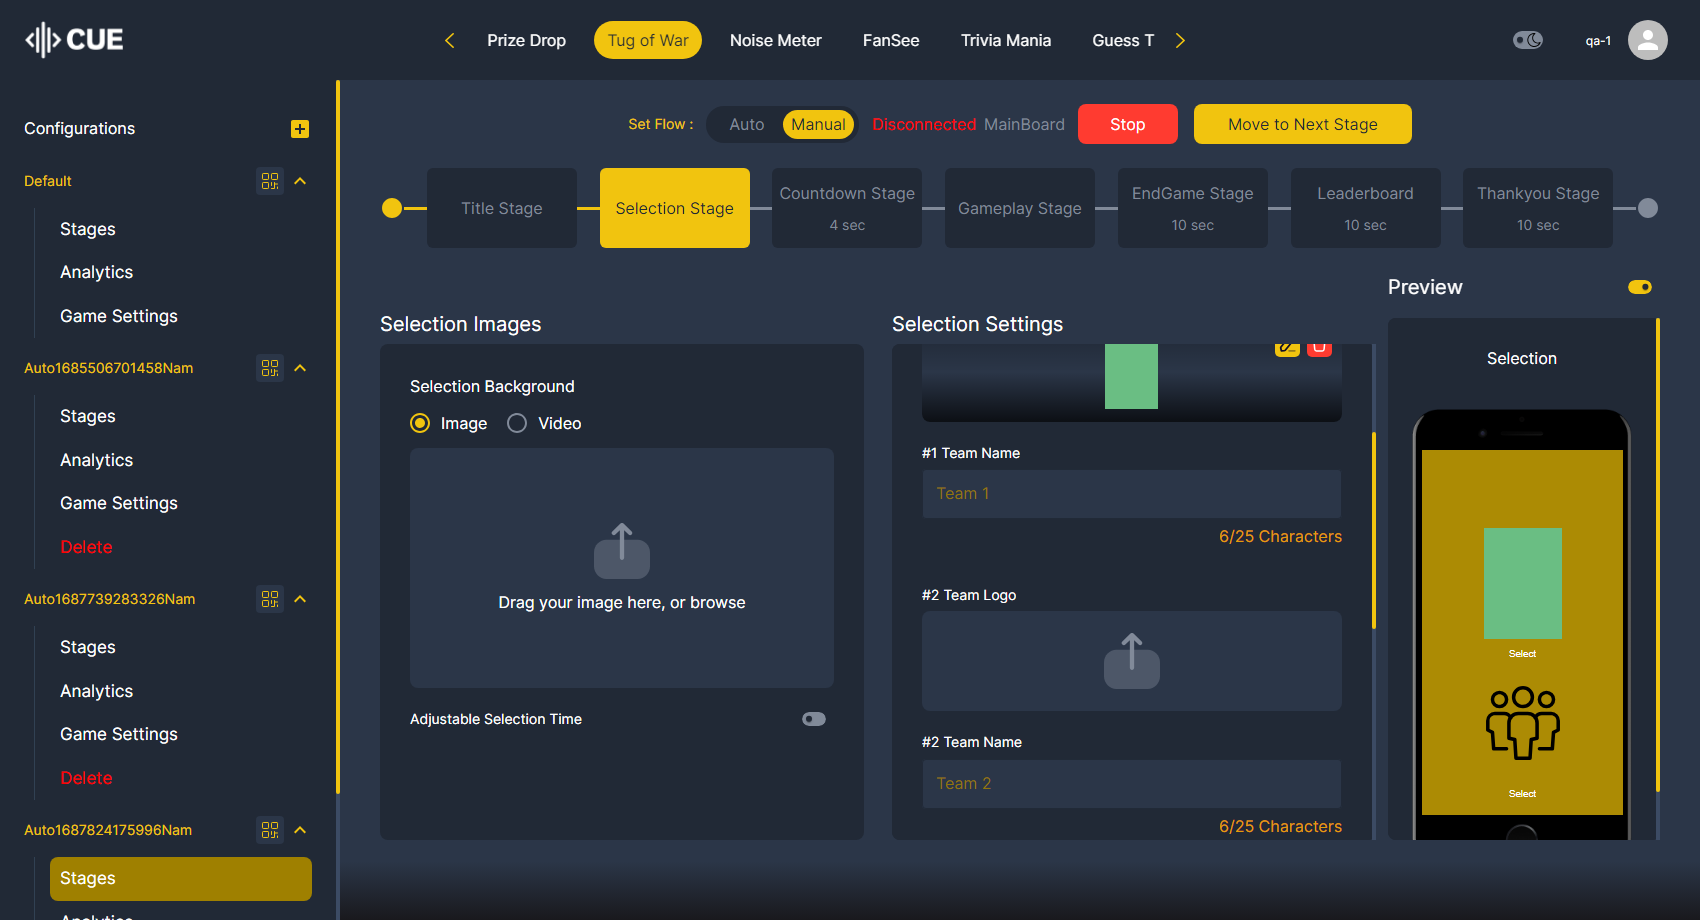 CUE
Prize Drop
Tug of War
Noise Meter
FanSee
Trivia Mania
Guess T
qa-1
Configurations
Default
Stages
Analytics
Game Settings
Auto1685506701458Nam
Stages
Analytics
Game Settings
Delete
Auto1687739283326Nam
Stages
Analytics
Game Settings
Delete
Auto1687824175996Nam
Stages
Analytics
Set Flow :
Auto
Manual
Disconnected MainBoard
Stop
Move to Next Stage
Title Stage
Selection Stage
Countdown Stage
4 sec
Gameplay Stage
EndGame Stage
10 sec
Leaderboard
10 sec
Thankyou Stage
10 sec
Selection Images
Selection Background
Image
Video
Drag your image here, or browse
Adjustable Selection Time
Selection Settings
#1 Team Name
Team 1
6/25 Characters
#2 Team Logo
#2 Team Name
Team 2
6/25 Characters
Preview
Selection
Select
Select